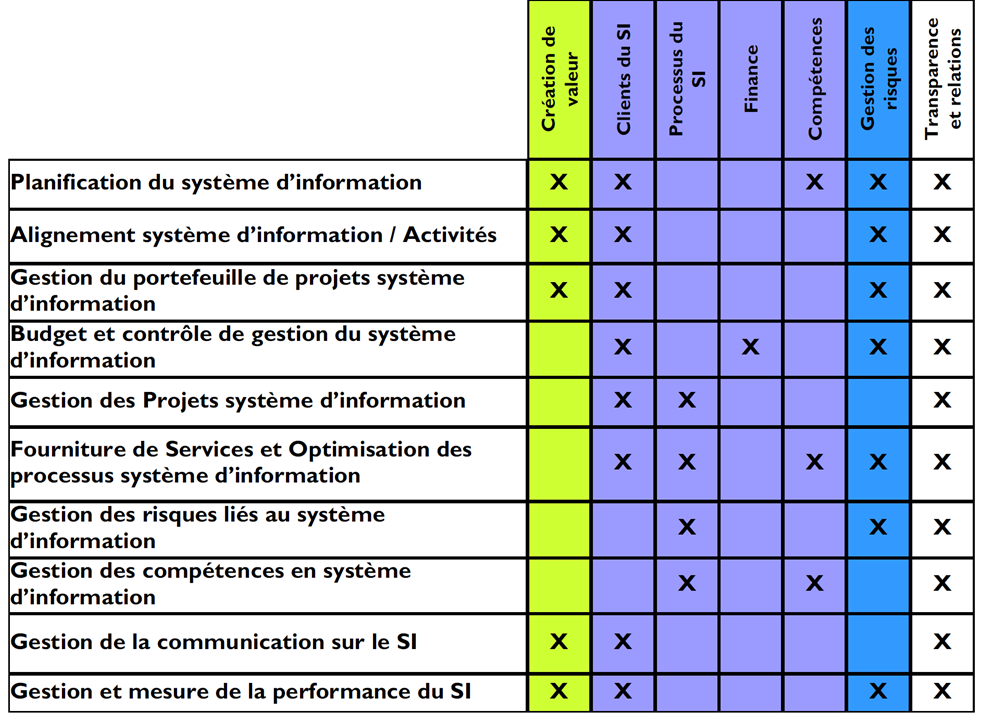 Création de
valeur
Clients du SI
Processus du
SI
Finance
Compétences
Gestion des
risques
Transparence
et relations
Planification du système d’information
X X X X X
Alignement système d’information / Activités
X X X X
Gestion du portefeuille de projets système
d’information
X X X X
Budget et contrôle de gestion du système
d’information
X X X X
Gestion des Projets système d’information
X X X
Fourniture de Services et Optimisation des
processus système d’information
X X X X X
Gestion des risques liés au système
d’information
X X X
Gestion des compétences en système
d’information
X X X
Gestion de la communication sur le SI
X X X
Gestion et mesure de la performance du SI
X X X X